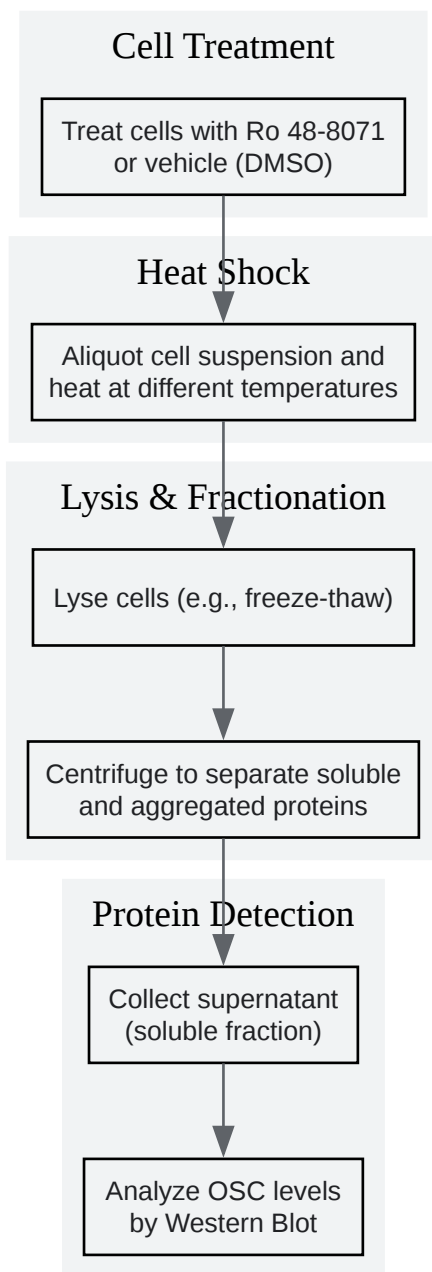 Cell Treatment
Treat cells with Ro 48-8071
or vehicle (DMSO)
Heat Shock
Aliquot cell suspension and
heat at different temperatures
Lysis & Fractionation
Lyse cells (e.g., freeze-thaw)
Centrifuge to separate soluble
and aggregated proteins
Protein Detection
Collect supernatant
(soluble fraction)
Analyze OSC levels
by Western Blot